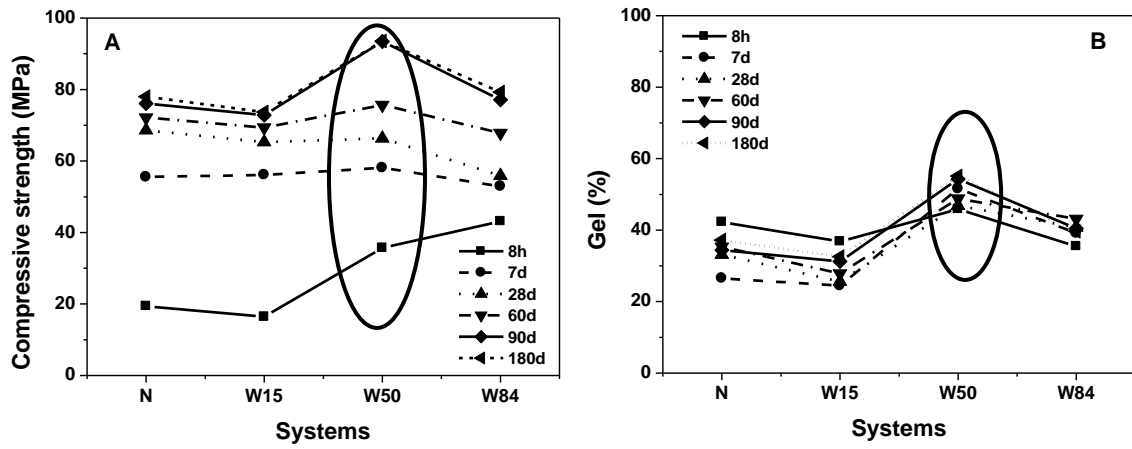 A
Compressive strength (MPa)
100
80
60
40
20
0
8h
7d
28d
60d
90d
180d
N
W15
W50
W84
Systems
B
Gel (%)
100
80
60
40
20
0
8h
7d
28d
60d
90d
180d
N
W15
W50
W84
Systems